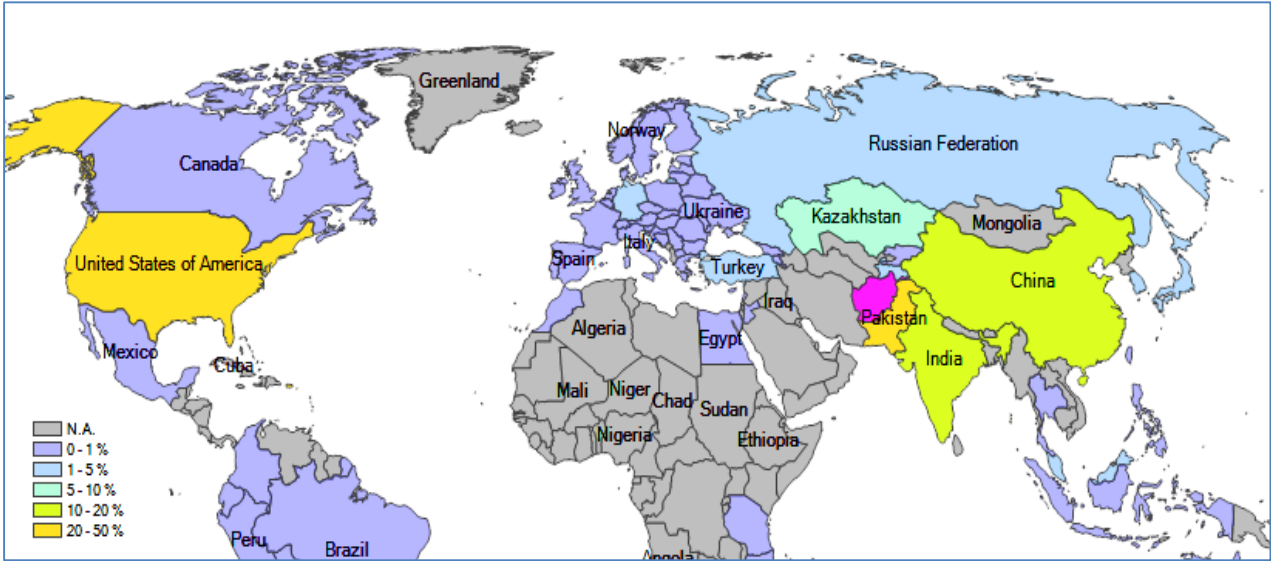 Greenland
Norway
Russian Federation
Canada
Ukraine
Kazakhstan
Mongolia
Italy
Spain
Turkey
United States of America
China
Iraq
Pakistan
Algeria
Egypt
Mexico
India
Cuba
Mali
Niger
Chad
Sudan
Nigeria
Ethiopia
N.A.
0 - 1 %
1 - 5 %
5 - 10 %
10 - 20 %
20 - 50 %
Peru
Brazil
Angola